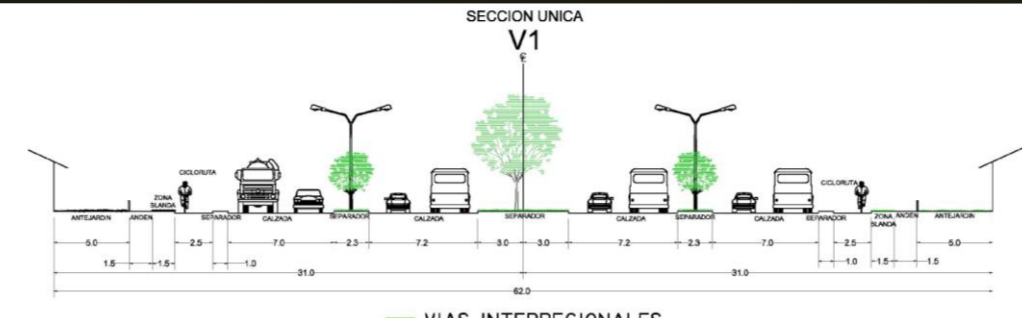 SECCION UNICA
V1
CICLORUTA
CICLORUTA
ZONA
BLANDA
ANTEJARDIN ANDEN SEPARADOR CALZADA SEPARADOR CALZADA SEPARADOR CALZADA SEPARADOR CALZADA SEPARADOR ZONA BLANDA ANDEN ANTEJARDIN
5.0 2.5 7.0 2.3 7.2 3.0 3.0 7.2 2.3 7.0 2.5 5.0
1.5 1.5 1.0 1.0 1.5 1.5
31.0 31.0
62.0
VIAS INTERREGIONALES